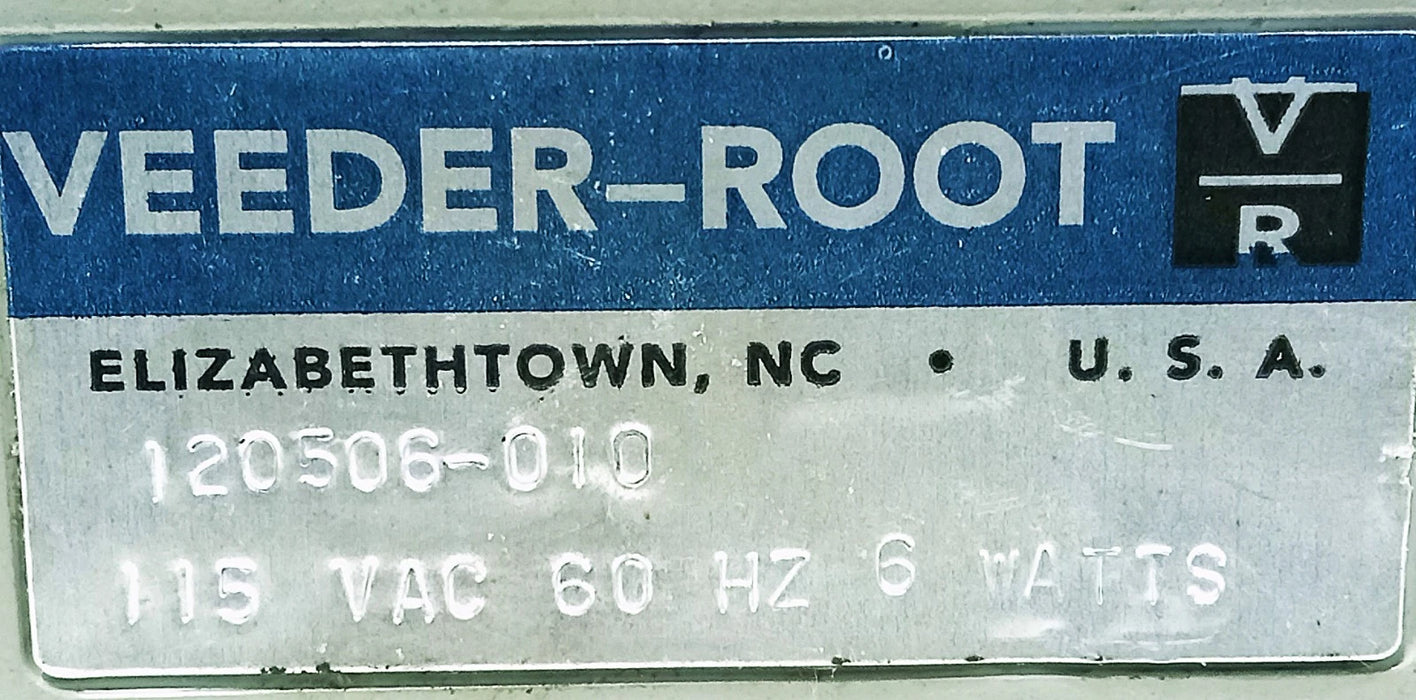 VEEDER-ROOT
V
R
ELIZABETHTOWN, NC • U. S. A.
120506-010
115 VAC 60 HZ 6 WATTS